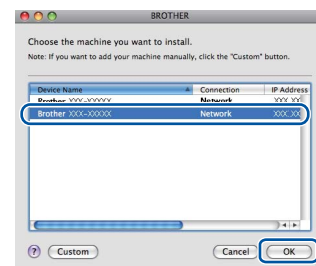 BROTHER
Choose the machine you want to install.
Note: If you want to add your machine manually, click the "Custom" button.
Device Name Connection IP Address
Brother XXX-XXXXX Network XXX.XX
Brother XXX-XXXXX Network XXX.XX
? Custom Cancel OK